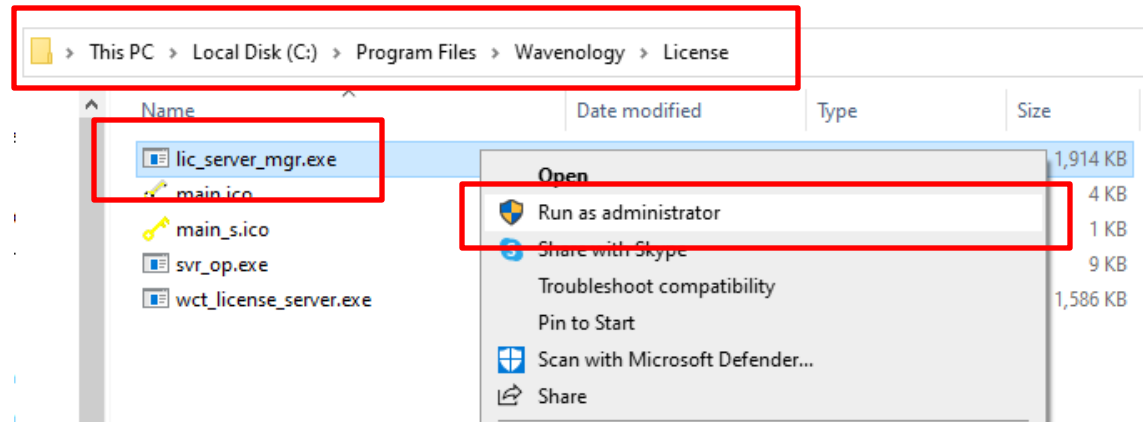 This PC > Local Disk (C:) > Program Files > Wavenology > License
Name Date modified Type Size
lic_server_mgr.exe 1,914 KB
main.ico 4 KB
main_s.ico 1 KB
svr_op.exe 9 KB
wct_license_server.exe 1,586 KB
Open
Run as administrator
Share with Skype
Troubleshoot compatibility
Pin to Start
Scan with Microsoft Defender...
Share